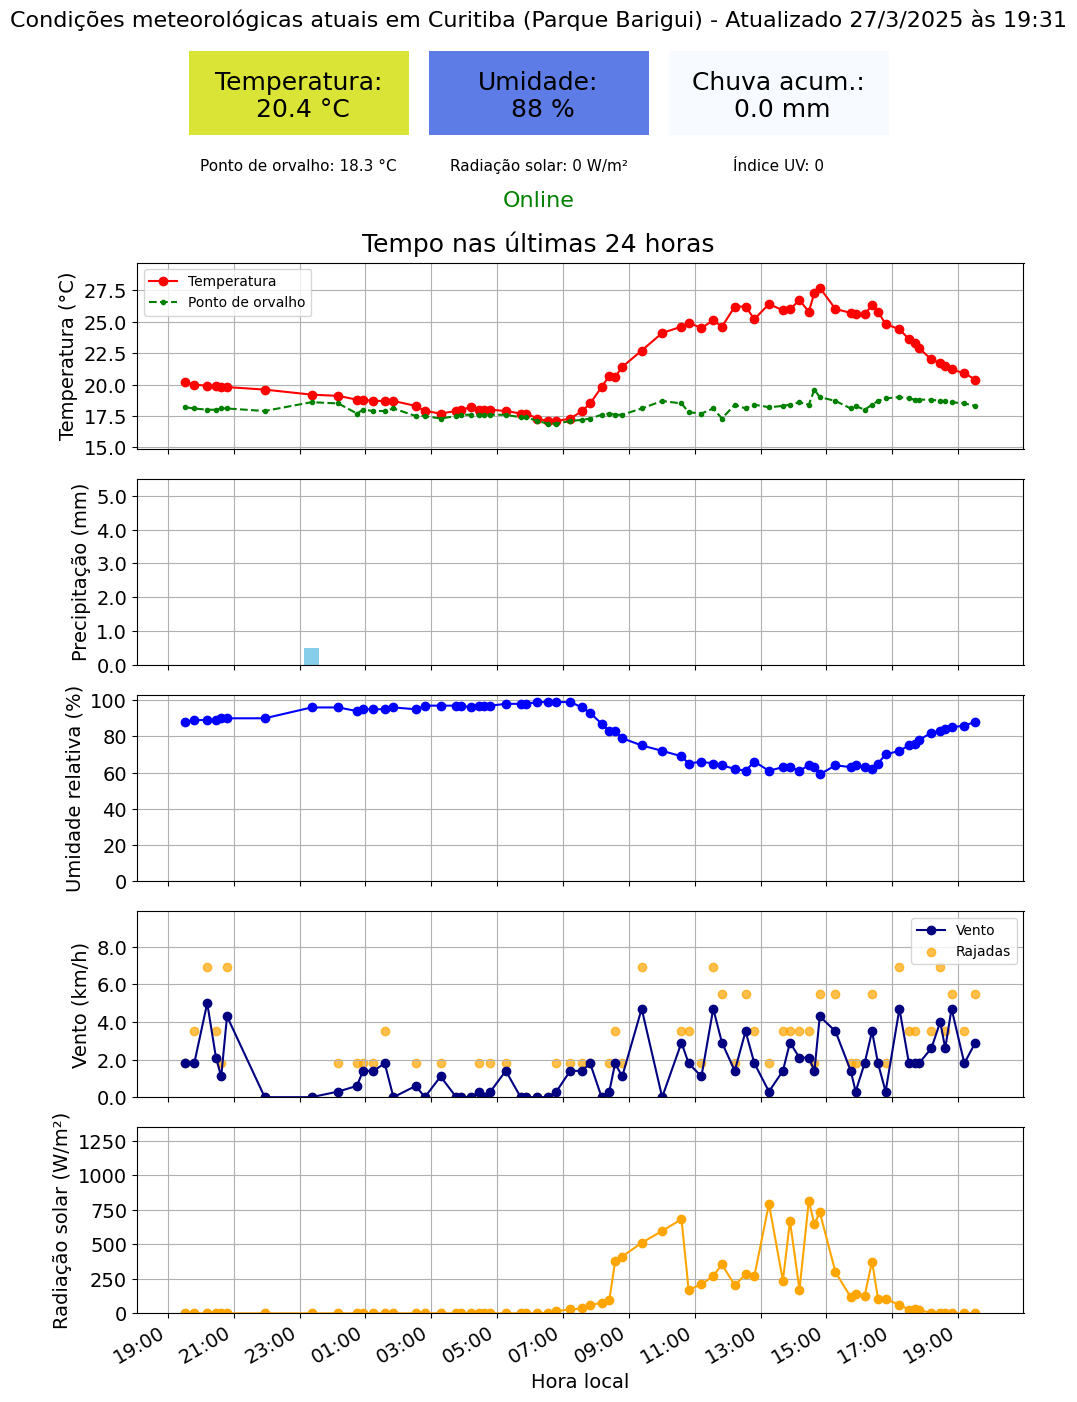 Condições meteorológicas atuais em Curitiba (Parque Barigui) - Atualizado 27/3/2025 às 19:31
Temperatura:
20.4 °C
Umidade:
88 %
Chuva acum.:
0.0 mm
Ponto de orvalho: 18.3 °C
Radiação solar: 0 W/m²
Índice UV: 0
Online
Tempo nas últimas 24 horas
Temperatura (°C)
27.5
25.0
22.5
20.0
17.5
15.0
Temperatura
Ponto de orvalho
Precipitação (mm)
5.0
4.0
3.0
2.0
1.0
0.0
Umidade relativa (%)
100
80
60
40
20
0
Vento (km/h)
8.0
6.0
4.0
2.0
0.0
Vento
Rajadas
Radiação solar (W/m²)
1250
1000
750
500
250
0
19:00
21:00
23:00
01:00
03:00
05:00
07:00
09:00
11:00
13:00
15:00
17:00
19:00
Hora local